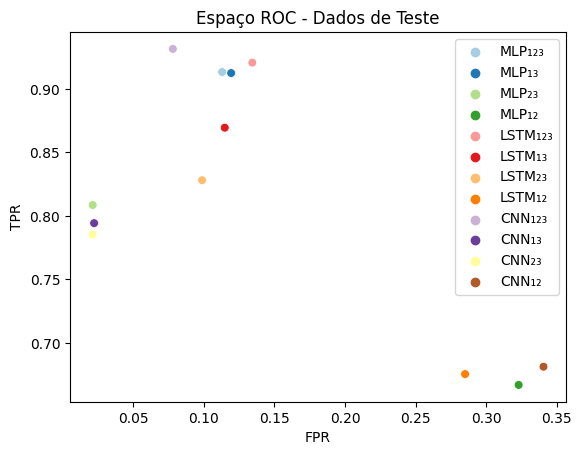 Espaço ROC - Dados de Teste
TPR
0.90
0.85
0.80
0.75
0.70
MLP₁₂₃
MLP₁₃
MLP₂₃
MLP₁₂
LSTM₁₂₃
LSTM₁₃
LSTM₂₃
LSTM₁₂
CNN₁₂₃
CNN₁₃
CNN₂₃
CNN₁₂
0.05 0.10 0.15 0.20 0.25 0.30 0.35
FPR